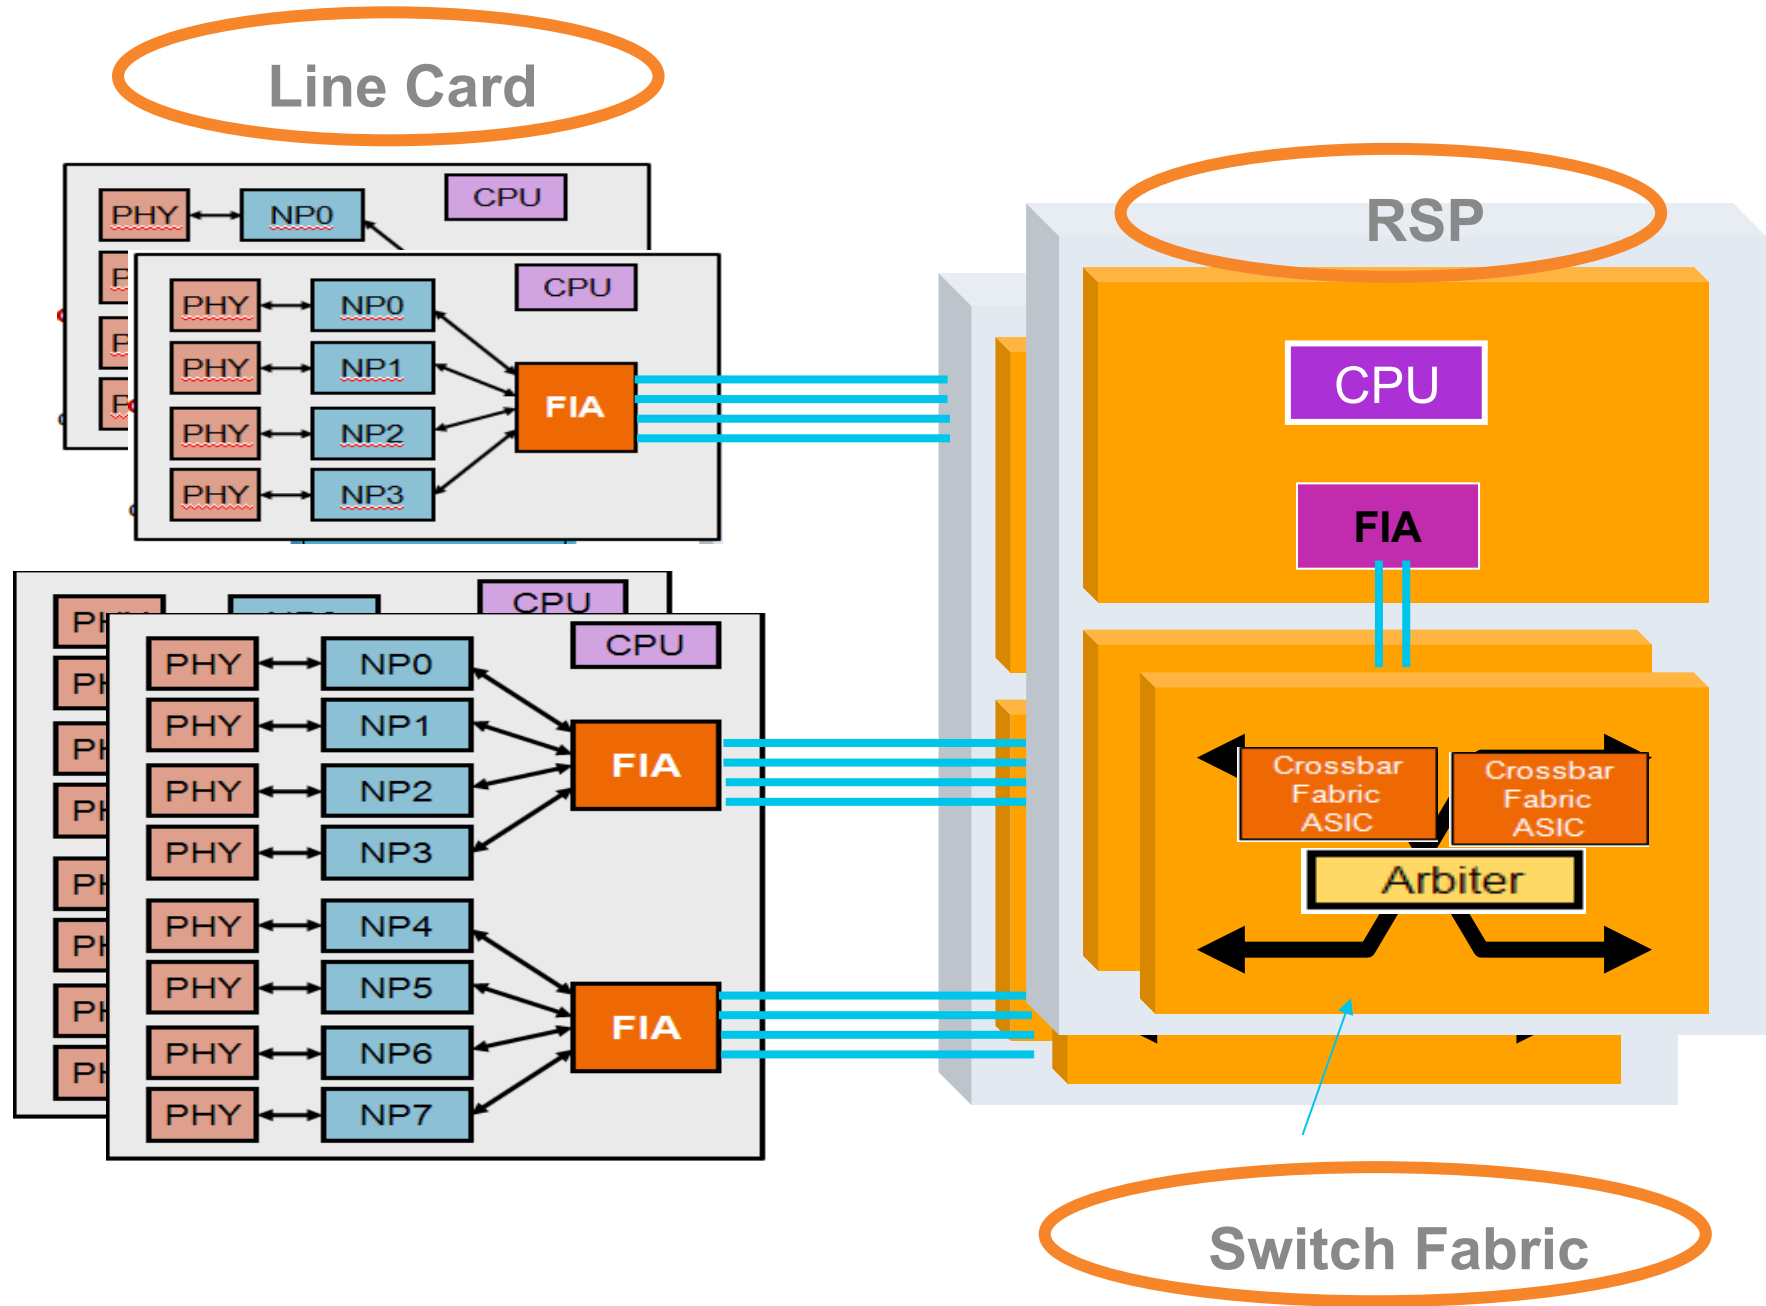 Line Card
RSP
PHY NP0 CPU
CPU
PHY NP0
PHY NP1
FIA
PHY NP2
PHY NP3
CPU
FIA
CPU
CPU
PHY NP0
PHY NP1
FIA
PHY NP2
PHY NP3
PHY NP4
PHY NP5
FIA
PHY NP6
PHY NP7
Crossbar
Fabric
ASIC
Crossbar
Fabric
ASIC
Arbiter
Switch Fabric